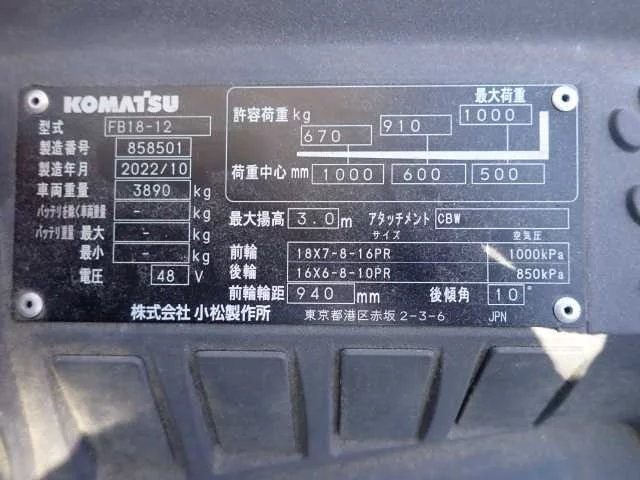 KOMATSU
型式 FB18-12
製造番号 858501
製造年月 2022/10
車両重量 3890 kg
バッテリを除く車両重量 - kg
バッテリ重量 最大 - kg
最小 - kg
電圧 48 V
許容荷重 kg 最大荷重
670 910 1000
荷重中心 mm 1000 600 500
最大揚高 3.0 m アタッチメント CBW
サイズ 空気圧
前輪 18X7-8-16PR 1000kPa
後輪 16X6-8-10PR 850kPa
前輪輪距 940 mm 後傾角 10°
株式会社 小松製作所 東京都港区赤坂2-3-6 JPN